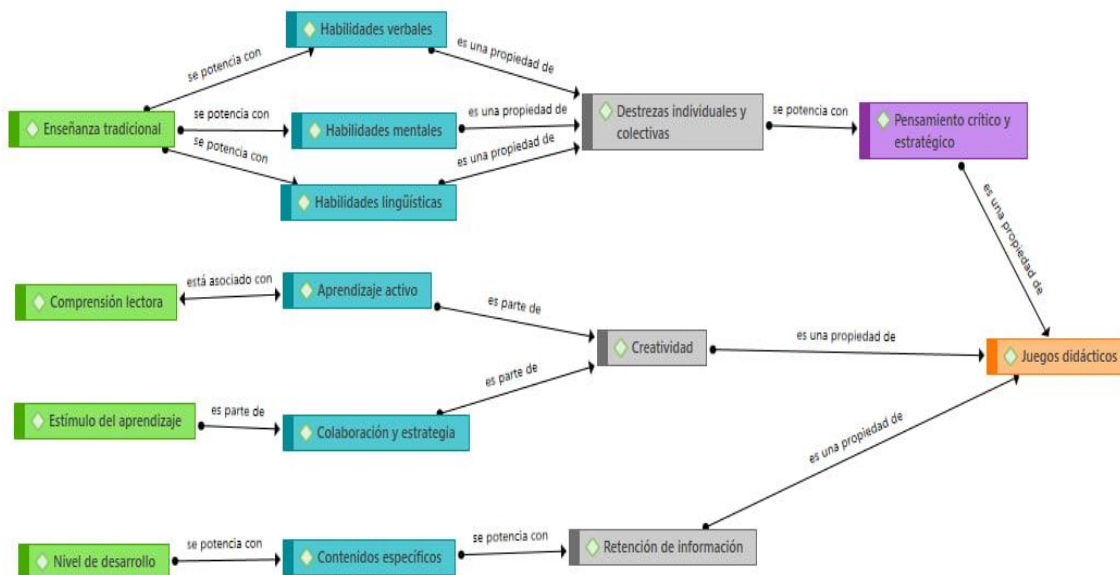 Habilidades verbales
se potencia con
es una propiedad de
Enseñanza tradicional
se potencia con
Habilidades mentales
es una propiedad de
Destrezas individuales y
colectivas
se potencia con
Pensamiento crítico y
estratégico
se potencia con
es una propiedad de
Habilidades lingüísticas
es una propiedad de
Comprensión lectora
está asociado con
Aprendizaje activo
es parte de
Creatividad
es una propiedad de
Juegos didácticos
es parte de
Estímulo del aprendizaje
es parte de
Colaboración y estrategia
es una propiedad de
Nivel de desarrollo
se potencia con
Contenidos específicos
se potencia con
Retención de información